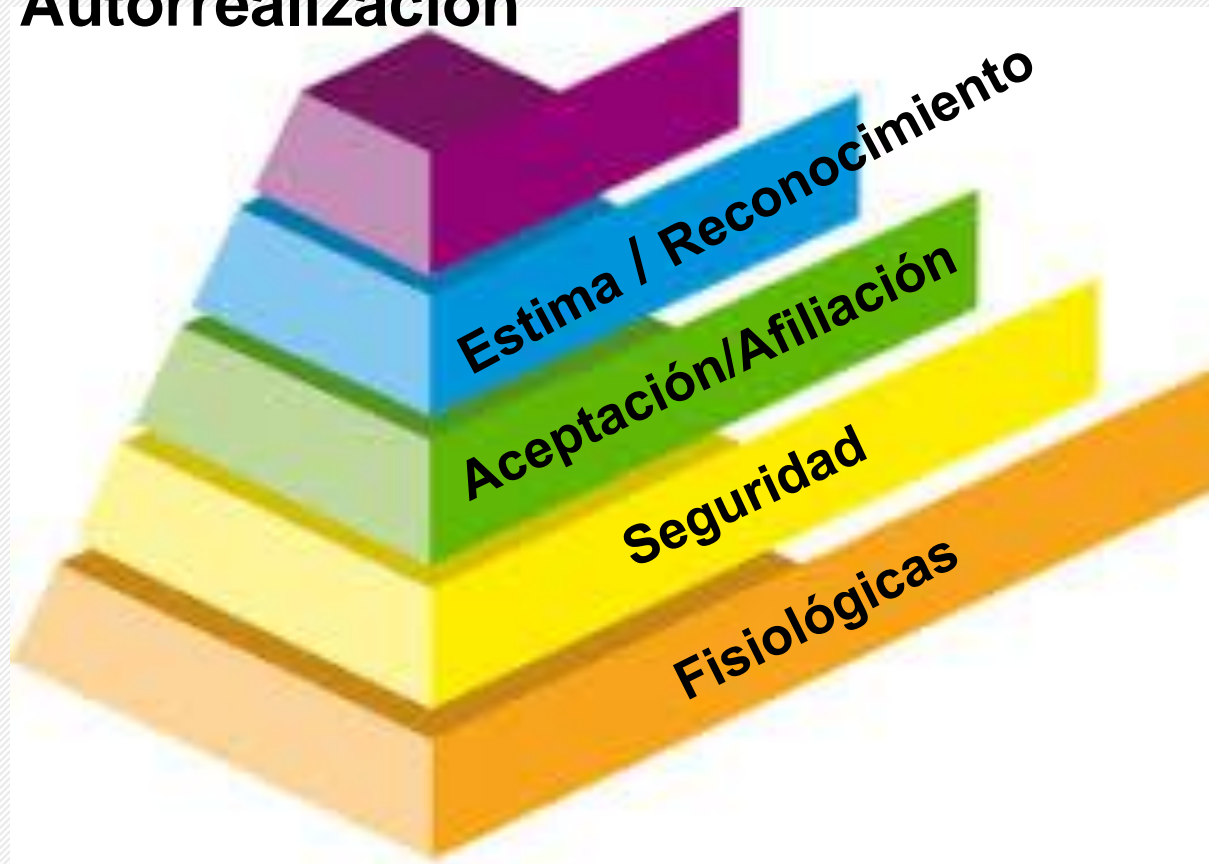 Autorrealización
Estima / Reconocimiento
Aceptación/Afiliación
Seguridad
Fisiológicas